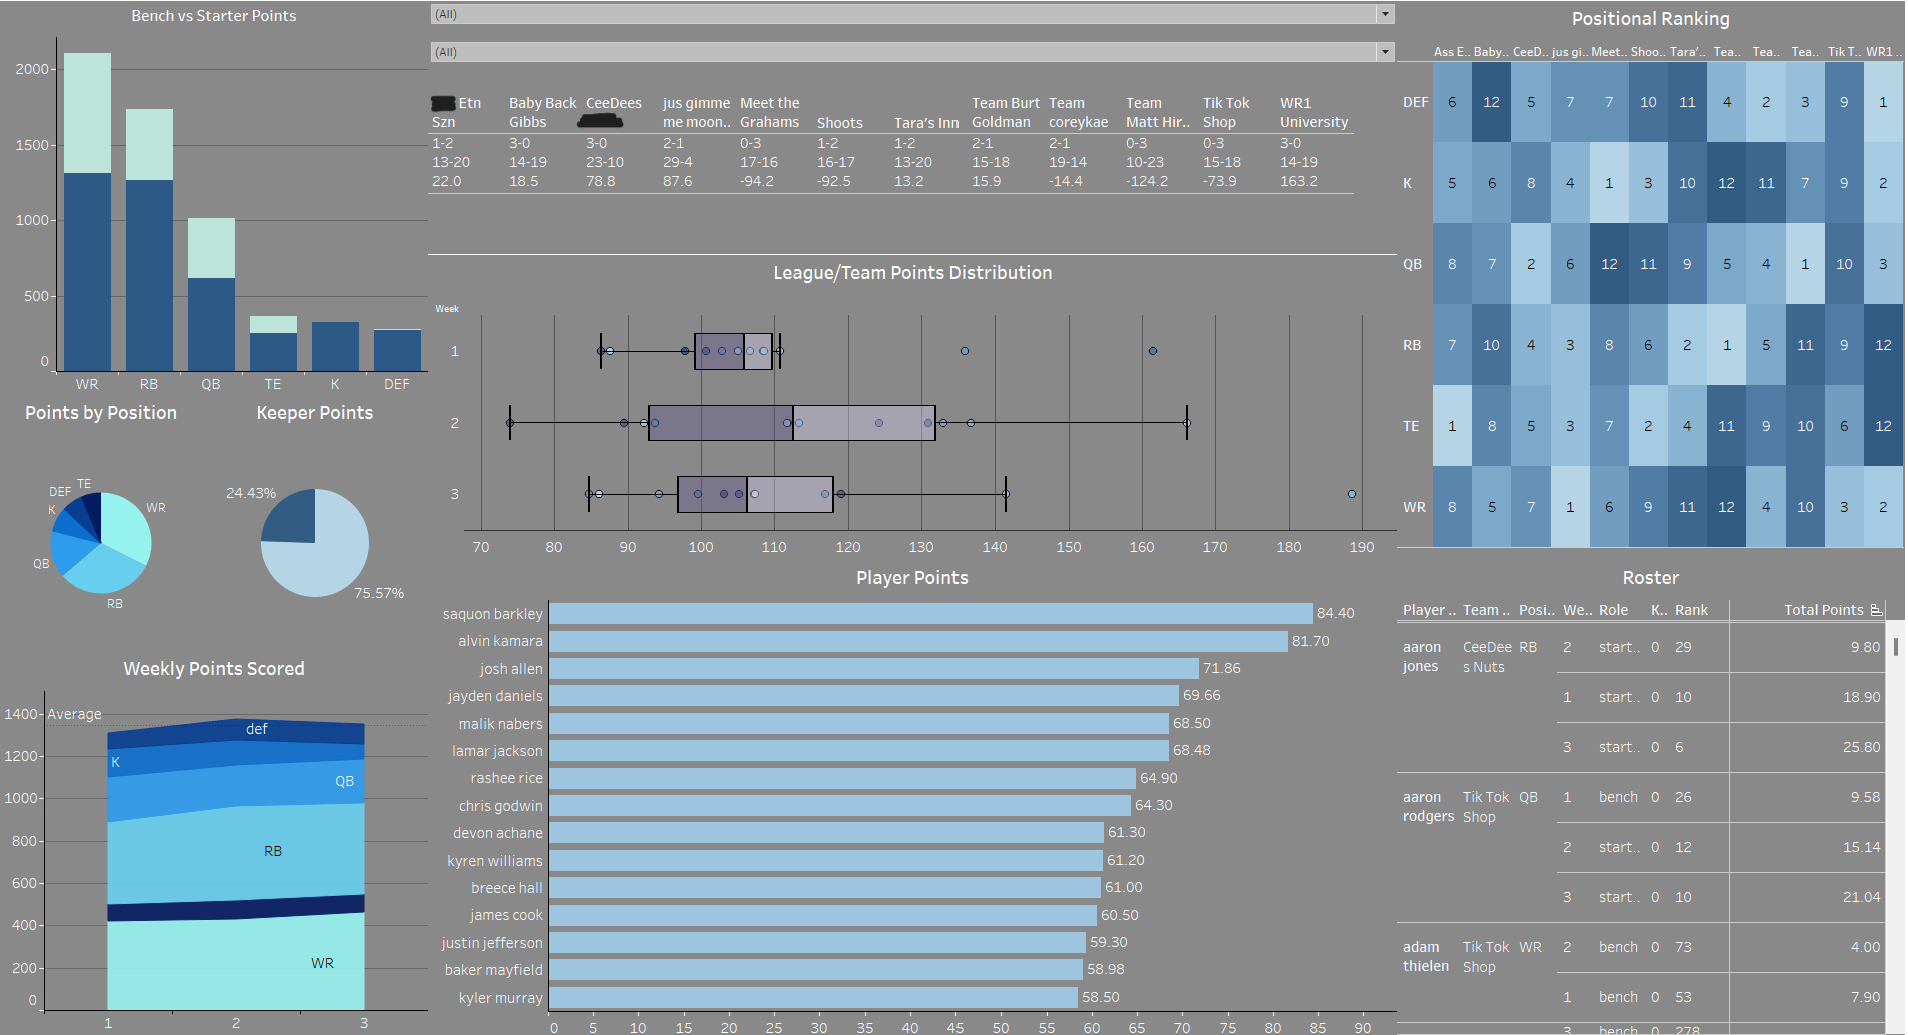 Bench vs Starter Points
2000
1500
1000
500
0
WR RB QB TE K DEF
Points by Position
TE
DEF
K
WR
QB
RB
Keeper Points
24.43%
75.57%
Weekly Points Scored
1400
1200
1000
800
600
400
200
0
Average
def
K
QB
RB
WR
1 2 3
(All)
(All)
Etn Baby Back CeeDees jus gimme Meet the Team Burt Team Team Tik Tok WR1
Szn Gibbs me moon.. Grahams Shoots Tara's Inn Goldman coreykae Matt Hir.. Shop University
1-2 3-0 3-0 2-1 0-3 1-2 1-2 2-1 2-1 0-3 0-3 3-0
13-20 14-19 23-10 29-4 17-16 16-17 13-20 15-18 19-14 10-23 15-18 14-19
22.0 18.5 78.8 87.6 -94.2 -92.5 13.2 15.9 -14.4 -124.2 -73.9 163.2
League/Team Points Distribution
Week
1
2
3
70 80 90 100 110 120 130 140 150 160 170 180 190
Player Points
saquon barkley 84.40
alvin kamara 81.70
josh allen 71.86
jayden daniels 69.66
malik nabers 68.50
lamar jackson 68.48
rashee rice 64.90
chris godwin 64.30
devon achane 61.30
kyren williams 61.20
breece hall 61.00
james cook 60.50
justin jefferson 59.30
baker mayfield 58.98
kyler murray 58.50
0 5 10 15 20 25 30 35 40 45 50 55 60 65 70 75 80 85 90
Positional Ranking
Ass E.. Baby.. CeeD.. jus gi.. Meet.. Shoo.. Tara'.. Tea.. Tea.. Tea.. Tik T.. WR1 ..
DEF 6 12 5 7 7 10 11 4 2 3 9 1
K 5 6 8 4 1 3 10 12 11 7 9 2
QB 8 7 2 6 12 11 9 5 4 1 10 3
RB 7 10 4 3 8 6 2 1 5 11 9 12
TE 1 8 5 3 7 2 4 11 9 10 6 12
WR 8 5 7 1 6 9 11 12 4 10 3 2
Roster
Player .. Team .. Posi.. We.. Role K.. Rank Total Points
aaron CeeDee RB 2 start.. 0 29 9.80
jones s Nuts
1 start.. 0 10 18.90
3 start.. 0 6 25.80
aaron Tik Tok QB 1 bench 0 26 9.58
rodgers Shop
2 start.. 0 12 15.14
3 start.. 0 10 21.04
adam Tik Tok WR 2 bench 0 73 4.00
thielen Shop
1 bench 0 53 7.90
3 bench 0 278